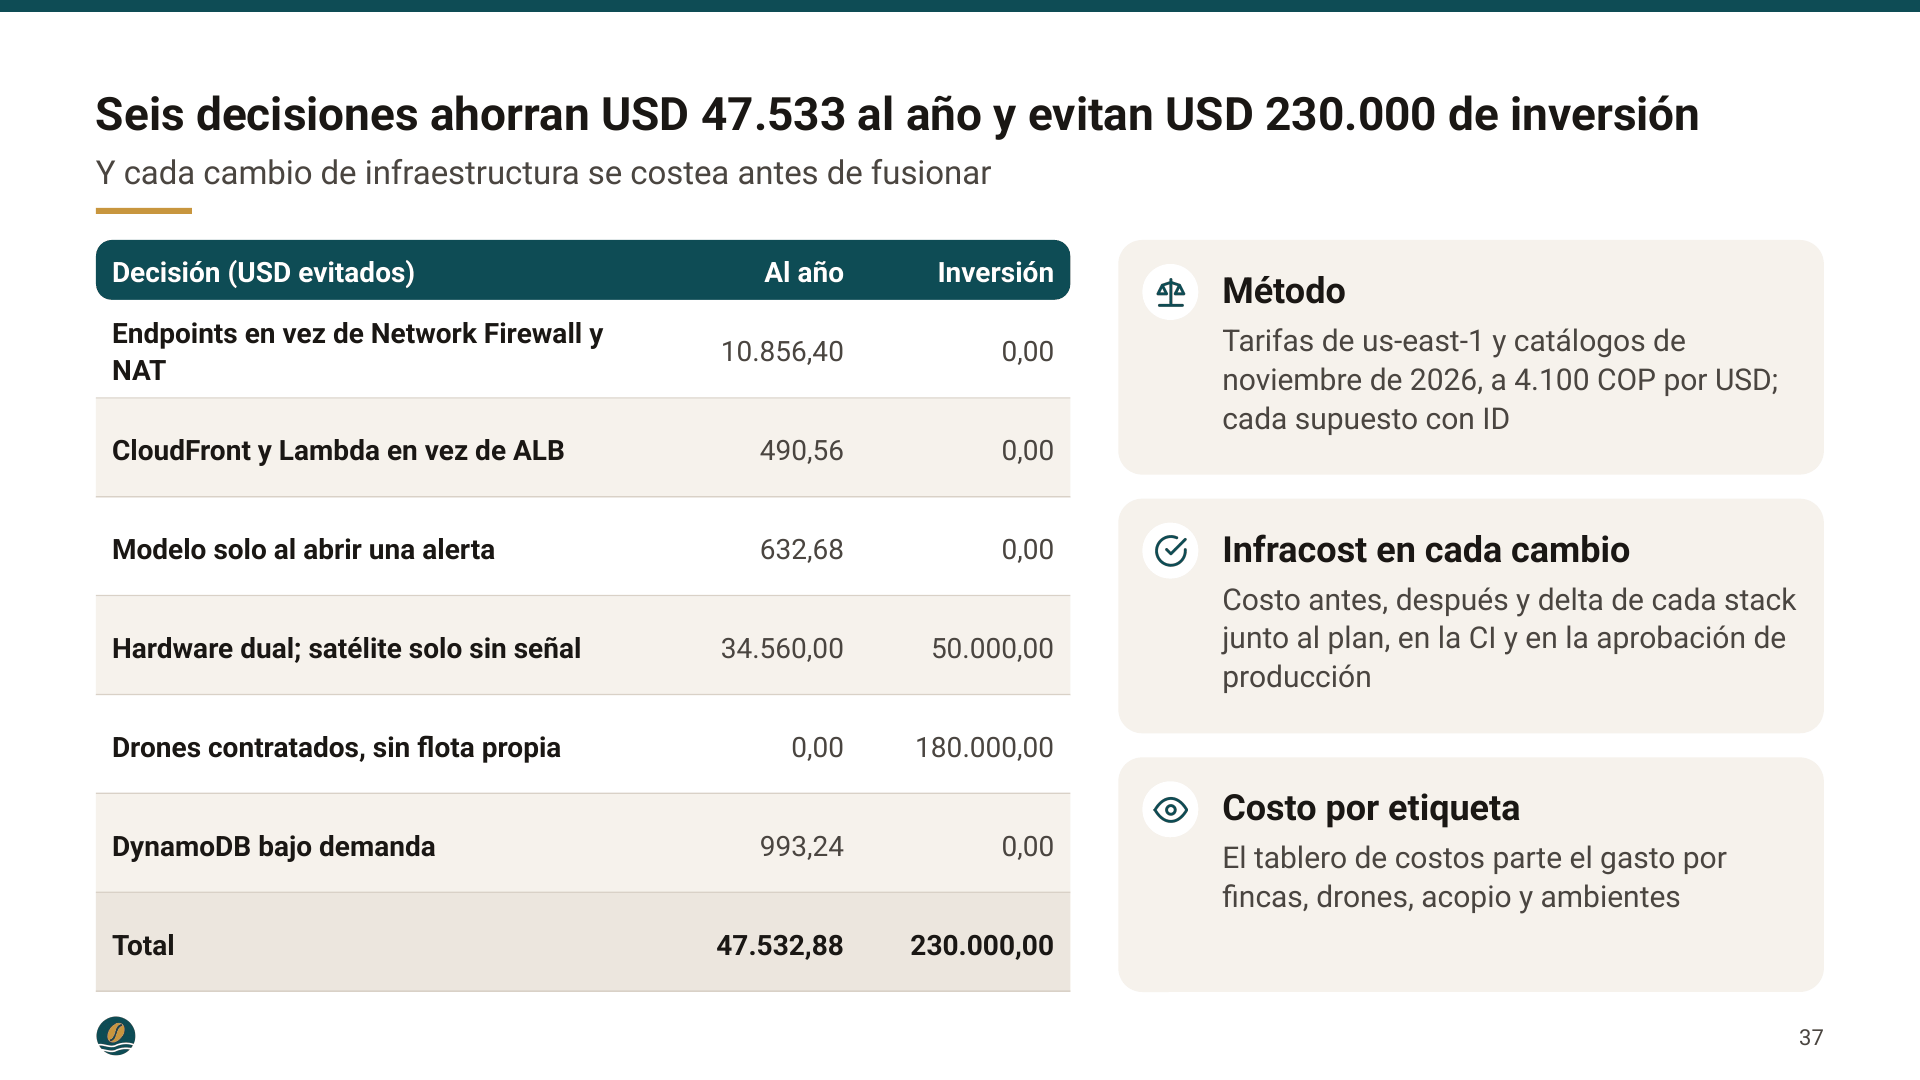 Seis decisiones ahorran USD 47.533 al año y evitan USD 230.000 de inversión
Y cada cambio de infraestructura se costea antes de fusionar
Decisión (USD evitados) Al año Inversión
Endpoints en vez de Network Firewall y
NAT 10.856,40 0,00
CloudFront y Lambda en vez de ALB 490,56 0,00
Modelo solo al abrir una alerta 632,68 0,00
Hardware dual; satélite solo sin señal 34.560,00 50.000,00
Drones contratados, sin flota propia 0,00 180.000,00
DynamoDB bajo demanda 993,24 0,00
Total 47.532,88 230.000,00
Método
Tarifas de us-east-1 y catálogos de
noviembre de 2026, a 4.100 COP por USD;
cada supuesto con ID
Infracost en cada cambio
Costo antes, después y delta de cada stack
junto al plan, en la CI y en la aprobación de
producción
Costo por etiqueta
El tablero de costos parte el gasto por
fincas, drones, acopio y ambientes
37